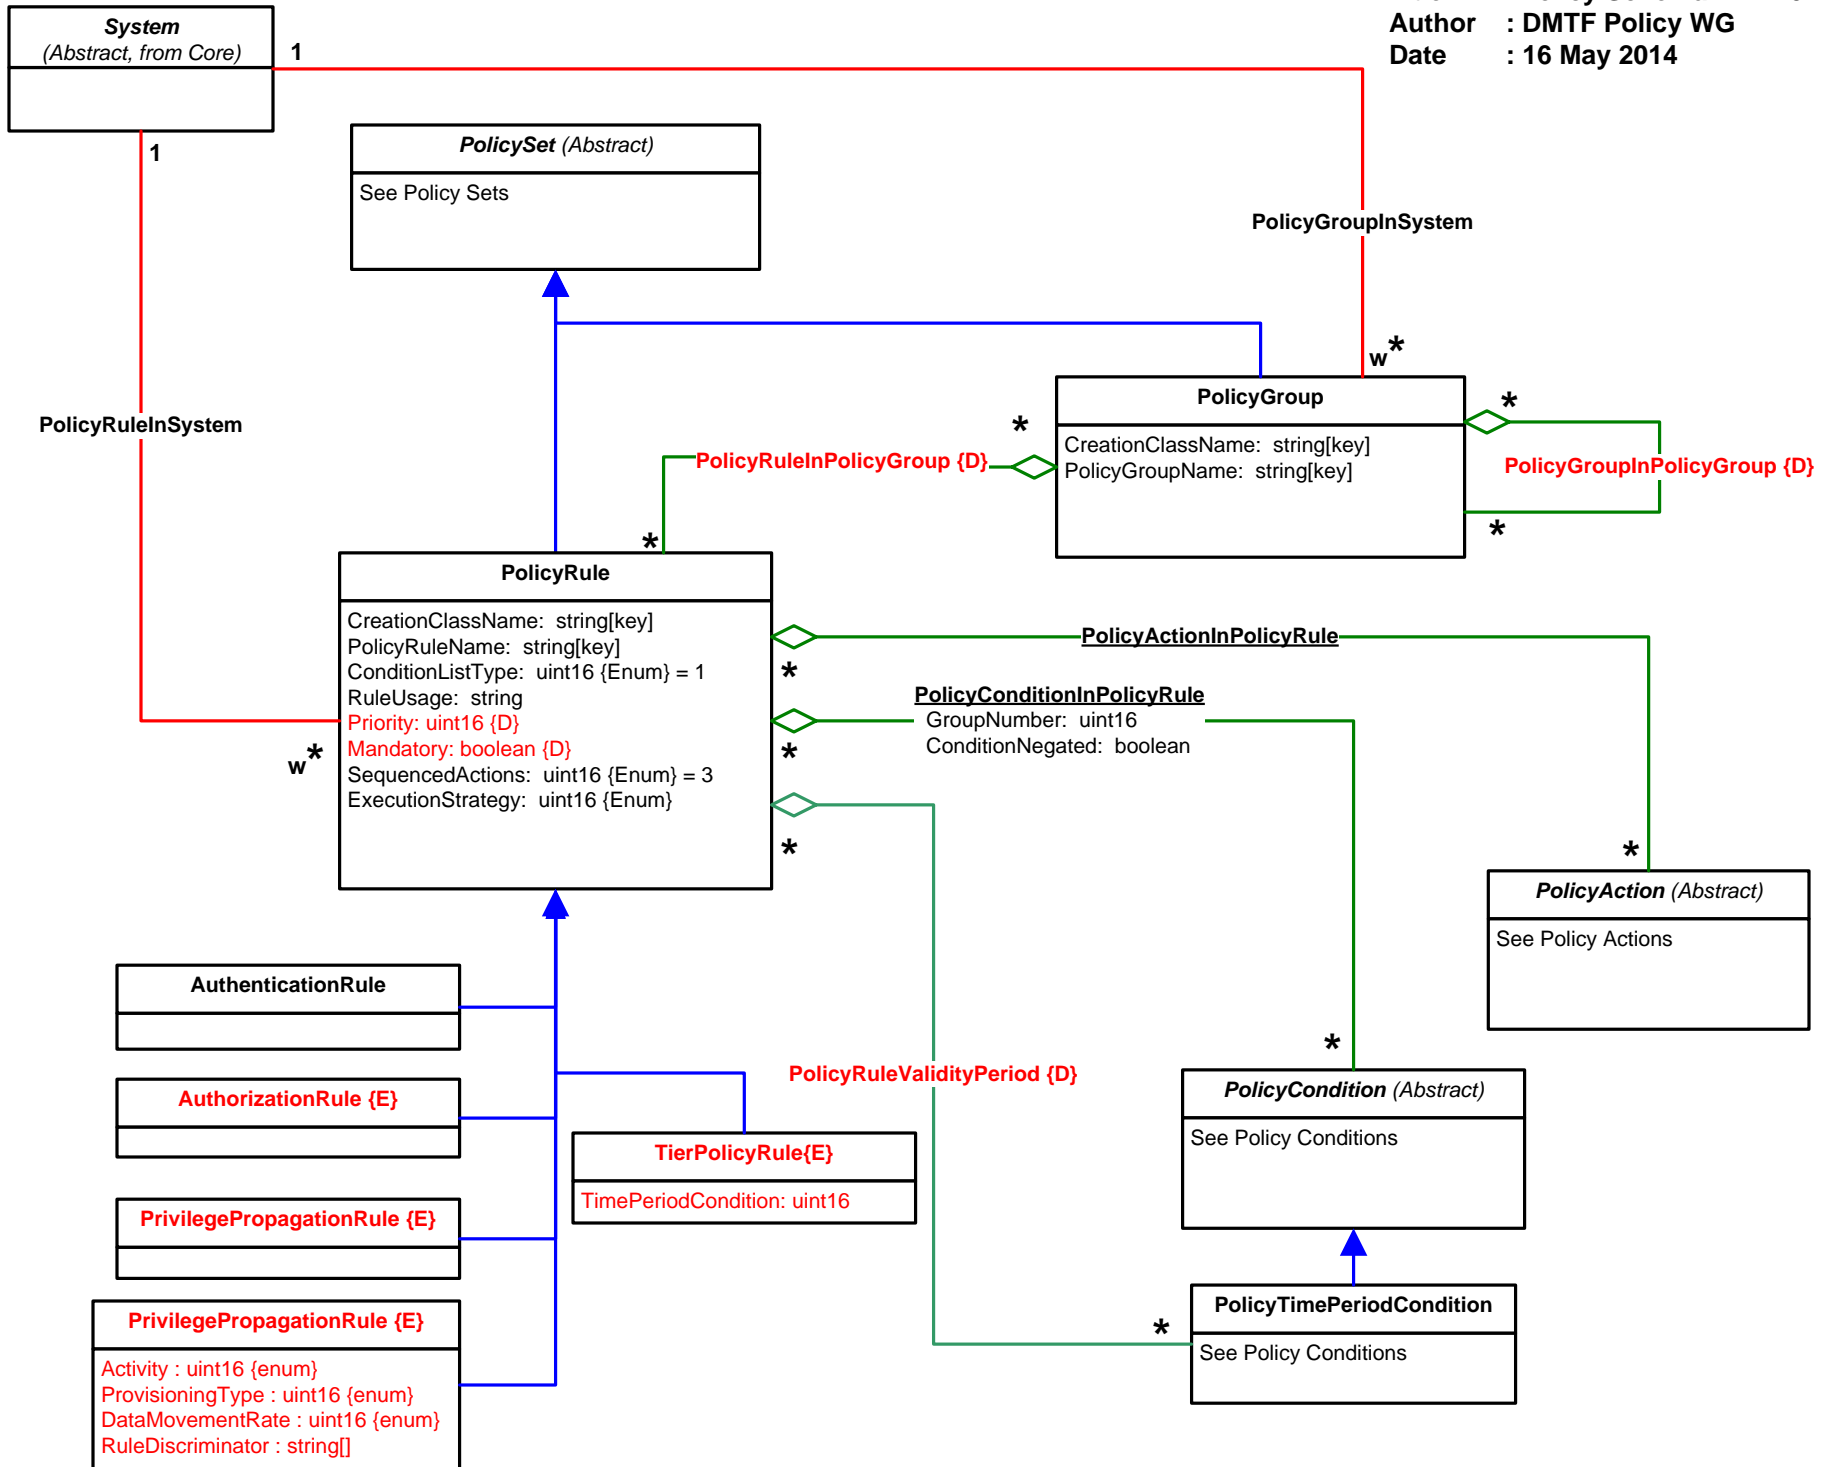 Author : DMTF Policy WG
Date : 16 May 2014
System
(Abstract, from Core)
1
1
PolicySet (Abstract)
See Policy Sets
PolicyGroupInSystem
w*
PolicyRuleInSystem
PolicyGroup
CreationClassName: string[key]
PolicyGroupName: string[key]
*
*
PolicyGroupInPolicyGroup {D}
*
PolicyRuleInPolicyGroup {D}
*
PolicyRule
CreationClassName: string[key]
PolicyRuleName: string[key]
ConditionListType: uint16 {Enum} = 1
RuleUsage: string
Priority: uint16 {D}
Mandatory: boolean {D}
SequencedActions: uint16 {Enum} = 3
ExecutionStrategy: uint16 {Enum}
w*
PolicyActionInPolicyRule
*
PolicyConditionInPolicyRule
GroupNumber: uint16
ConditionNegated: boolean
*
*
*
PolicyAction (Abstract)
See Policy Actions
AuthenticationRule
AuthorizationRule {E}
PrivilegePropagationRule {E}
PrivilegePropagationRule {E}
Activity : uint16 {enum}
ProvisioningType : uint16 {enum}
DataMovementRate : uint16 {enum}
RuleDiscriminator : string[]
TierPolicyRule{E}
TimePeriodCondition: uint16
PolicyRuleValidityPeriod {D}
*
PolicyCondition (Abstract)
See Policy Conditions
*
PolicyTimePeriodCondition
See Policy Conditions